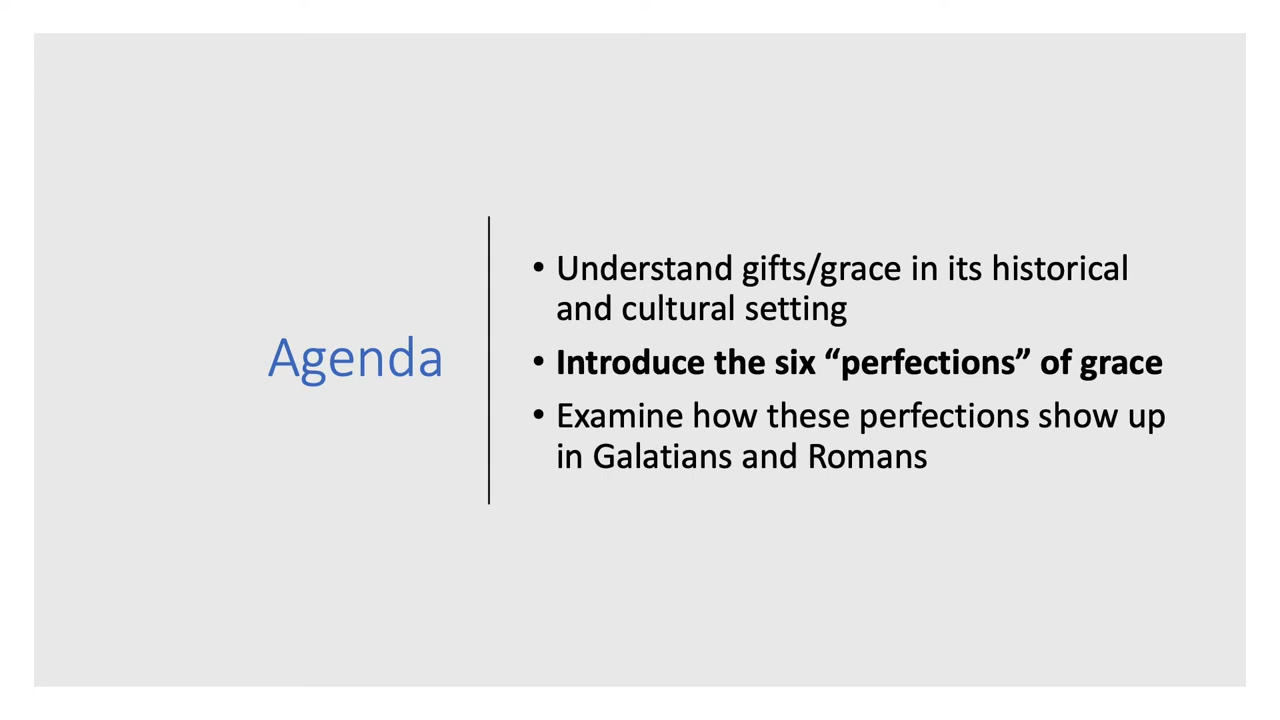 Agenda
• Understand gifts/grace in its historical
and cultural setting
• Introduce the six “perfections” of grace
• Examine how these perfections show up
in Galatians and Romans